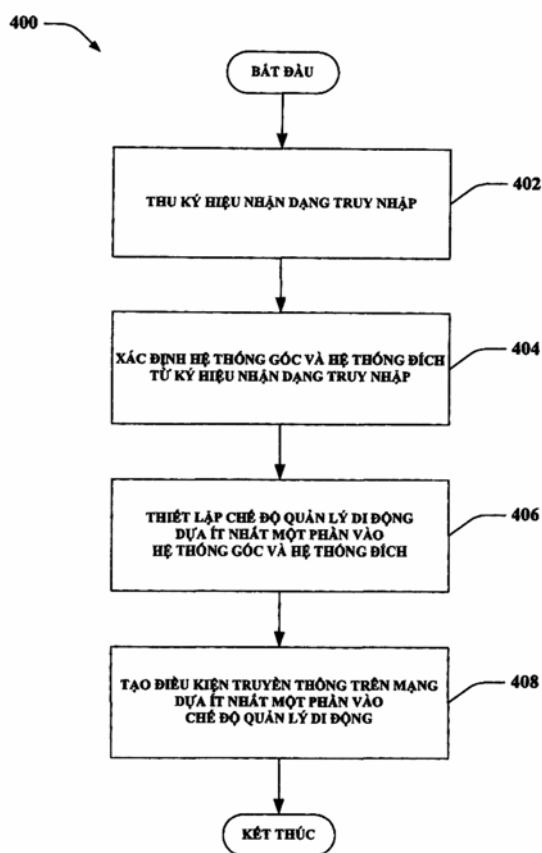 400
BẮT ĐẦU
THU KÝ HIỆU NHẬN DẠNG TRUY NHẬP
402
XÁC ĐỊNH HỆ THỐNG GỐC VÀ HỆ THỐNG ĐÍCH
TỪ KÝ HIỆU NHẬN DẠNG TRUY NHẬP
404
THIẾT LẬP CHẾ ĐỘ QUẢN LÝ DI ĐỘNG
DỰA ÍT NHẤT MỘT PHẦN VÀO
HỆ THỐNG GỐC VÀ HỆ THỐNG ĐÍCH
406
TẠO ĐIỀU KIỆN TRUYỀN THÔNG TRÊN MẠNG
DỰA ÍT NHẤT MỘT PHẦN VÀO
CHẾ ĐỘ QUẢN LÝ DI ĐỘNG
408
KẾT THÚC